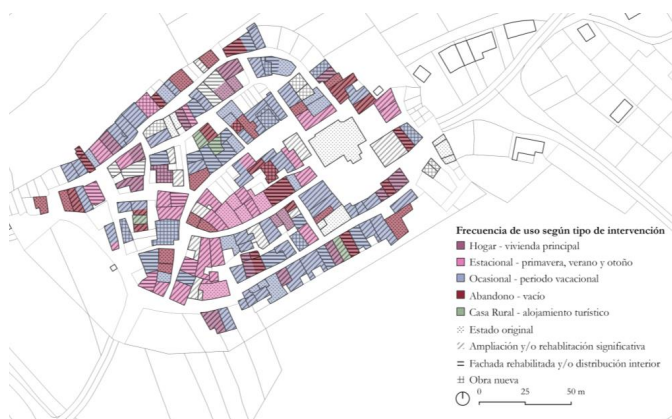 Frecuencia de uso según tipo de intervención
Hogar - vivienda principal
Estacional - primavera, verano y otoño
Ocasional - periodo vacacional
Abandono - vacío
Casa Rural - alojamiento turístico
Estado original
Ampliación y/o rehabilitación significativa
Fachada rehabilitada y/o distribución interior
Obra nueva
0 25 50 m